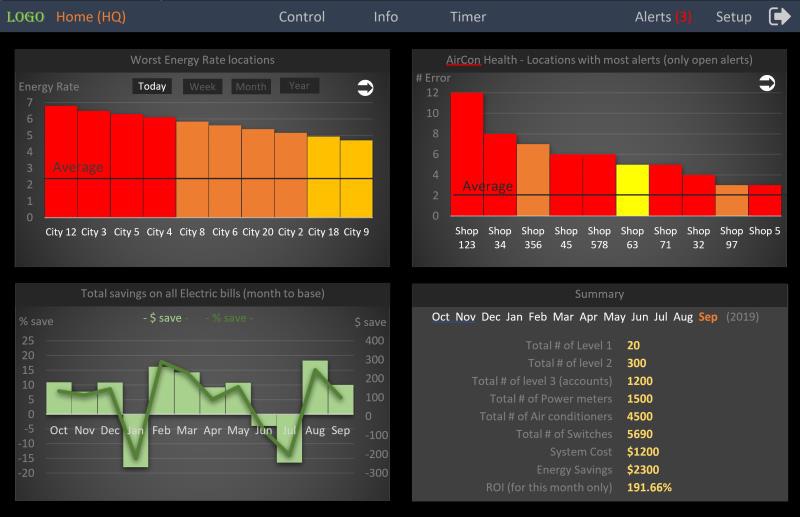 LOGO Home (HQ) Control Info Timer Alerts (3) Setup
Worst Energy Rate locations
Energy Rate Today Week Month Year
7
6
5
4
3
2
1
0
Average
City 12 City 3 City 5 City 4 City 8 City 6 City 20 City 2 City 18 City 9
AirCon Health - Locations with most alerts (only open alerts)
# Error
12
10
8
6
4
2
0
Average
Shop 123 Shop 34 Shop 356 Shop 45 Shop 578 Shop 63 Shop 71 Shop 32 Shop 97 Shop 5
Total savings on all Electric bills (month to base)
% save - $ save - - % save - $ save
25 400
20 300
15 200
10 100
5 0
0 -100
-5 -200
-10 -300
-15
-20
Oct Nov Dec Jan Feb Mar Apr May Jun Jul Aug Sep
Summary
Oct Nov Dec Jan Feb Mar Apr May Jun Jul Aug Sep (2019)
Total # of Level 1 20
Total # of level 2 300
Total # of level 3 (accounts) 1200
Total # of Power meters 1500
Total # of Air conditioners 4500
Total # of Switches 5690
System Cost $1200
Energy Savings $2300
ROI (for this month only) 191.66%